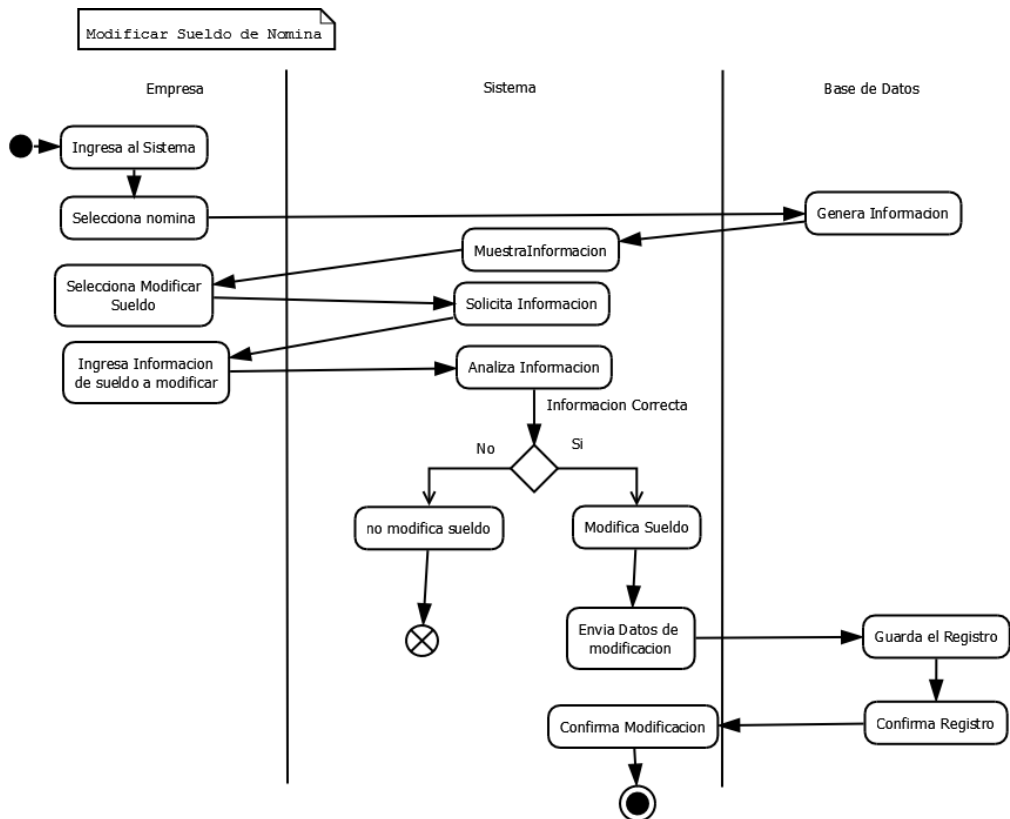 Modificar Sueldo de Nomina
Empresa
Sistema
Base de Datos
Ingresa al Sistema
Selecciona nomina
Genera Informacion
MuestraInformacion
Selecciona Modificar
Sueldo
Solicita Informacion
Ingresa Informacion
de sueldo a modificar
Analiza Informacion
Informacion Correcta
No
Si
no modifica sueldo
Modifica Sueldo
Envia Datos de
modificacion
Guarda el Registro
Confirma Registro
Confirma Modificacion